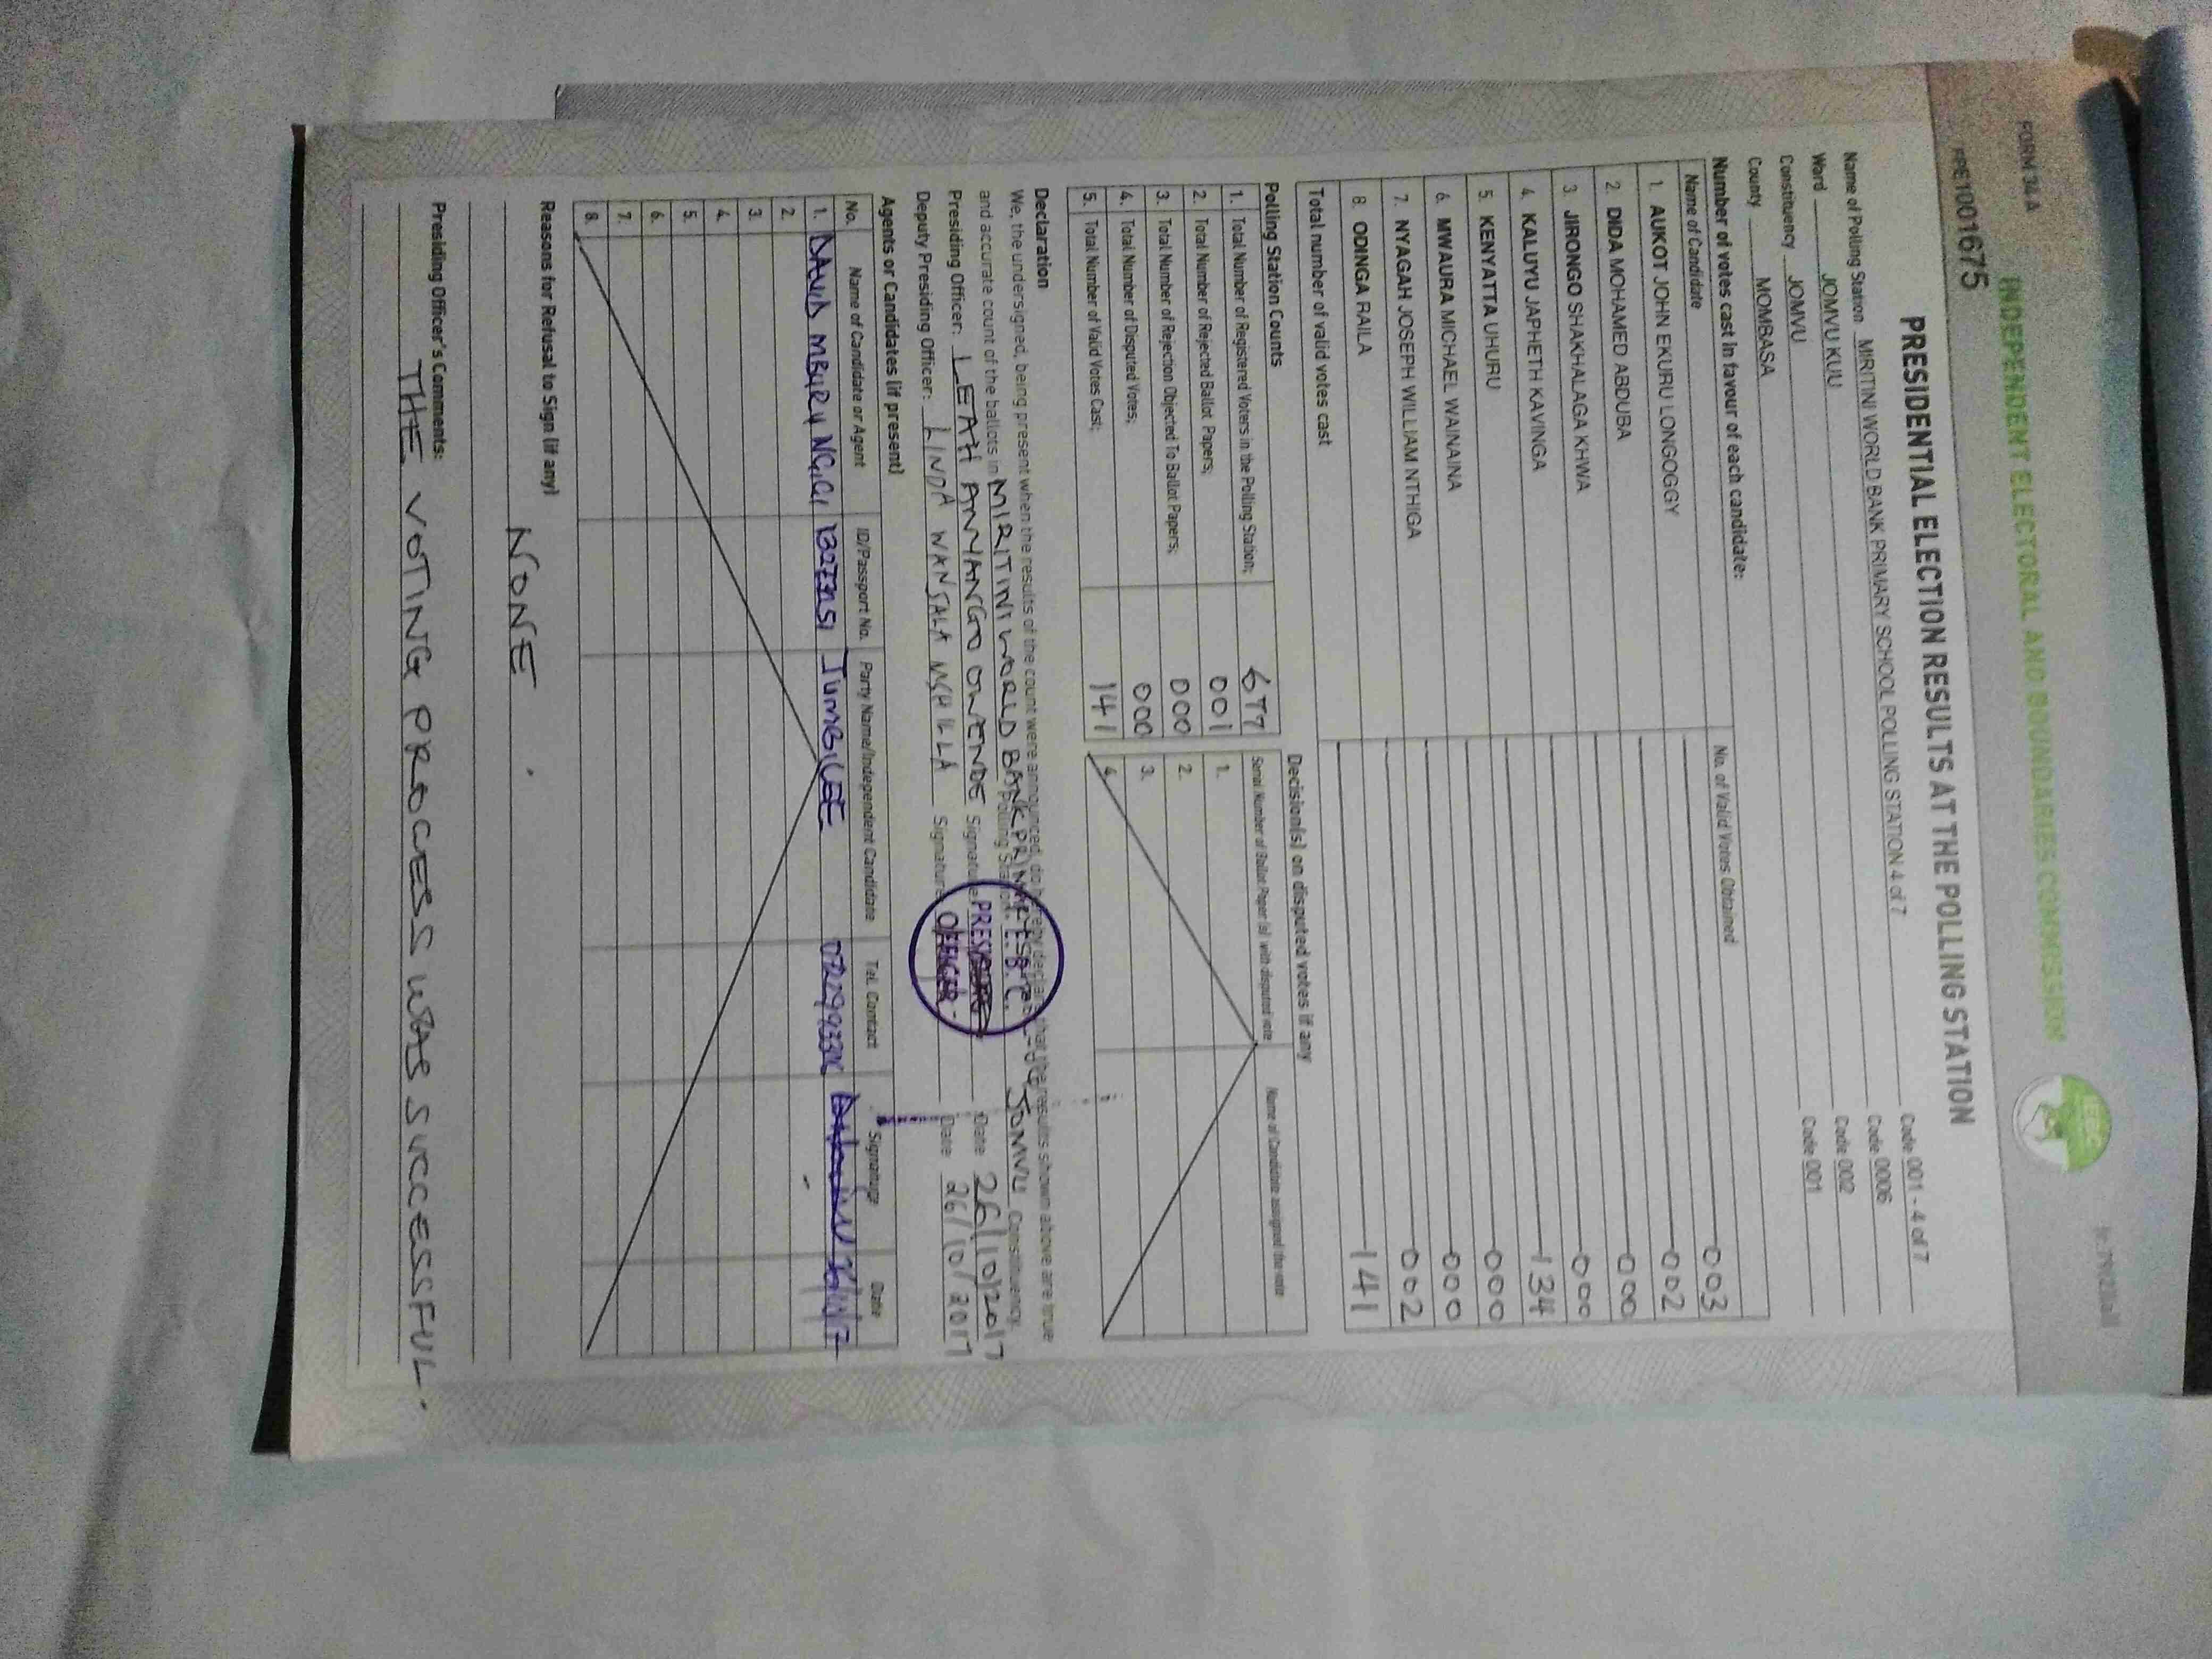 FORM 34A
INDEPENDENT ELECTORAL AND BOUNDARIES COMMISSION
IEBC
PRE1001675
PRESIDENTIAL ELECTION RESULTS AT THE POLLING STATION
Name of Polling Station MIRITINI WORLD BANK PRIMARY SCHOOL POLLING STATION 4 of 7 Code 001 - 4 of 7
Ward JOMVU KUU Code 0006
Constituency JOMVU Code 002
County MOMBASA Code 001
Number of votes cast in favour of each candidate:
Name of Candidate No. of Valid Votes Obtained
1. AUKOT JOHN EKURU LONGOGGY 003
2. DIDA MOHAMED ABDUBA 002
3. JIRONGO SHAKHALAGA KHWA 000
4. KALUYU JAPHETH KAVINGA 000
5. KENYATTA UHURU 134
6. MWAURA MICHAEL WAINAINA 000
7. NYAGAH JOSEPH WILLIAM NTHIGA 000
8. ODINGA RAILA 002
Total number of valid votes cast 141
Polling Station Counts
1. Total Number of Registered Voters in the Polling Station; 677
2. Total Number of Rejected Ballot Papers; 001
3. Total Number of Rejection Objected To Ballot Papers; 000
4. Total Number of Disputed Votes; 000
5. Total Number of Valid Votes Cast; 141
Decision(s) on disputed votes if any
Serial Number of Ballot Paper (s) with disputed vote Name of Candidate assigned the vote
1.
2.
3.
4.
Declaration
We, the undersigned, being present when the results of the count were announced, do hereby declare that the results shown above are true
and accurate count of the ballots in MIRITINI WORLD BANK PRI Polling Station, JOMVU Constituency.
Presiding Officer: LEAH ANYANGO OWENDE Signature Date 26/10/2017
Deputy Presiding Officer: LINDA WANJALA Signature Date 26/10/2017
I.E.B.C.
PRESIDING
OFFICER
Agents or Candidates (if present)
No. Name of Candidate or Agent ID/Passport No. Party Name/Independent Candidate Tel. Contact Signature Date
1. DAVID MBURU NGIGI JUMBILEE
2.
3.
4.
5.
6.
7.
8.
Reasons for Refusal to Sign (if any)
NONE
Presiding Officer's Comments:
THE VOTING PROCESS WAS SUCCESSFUL.